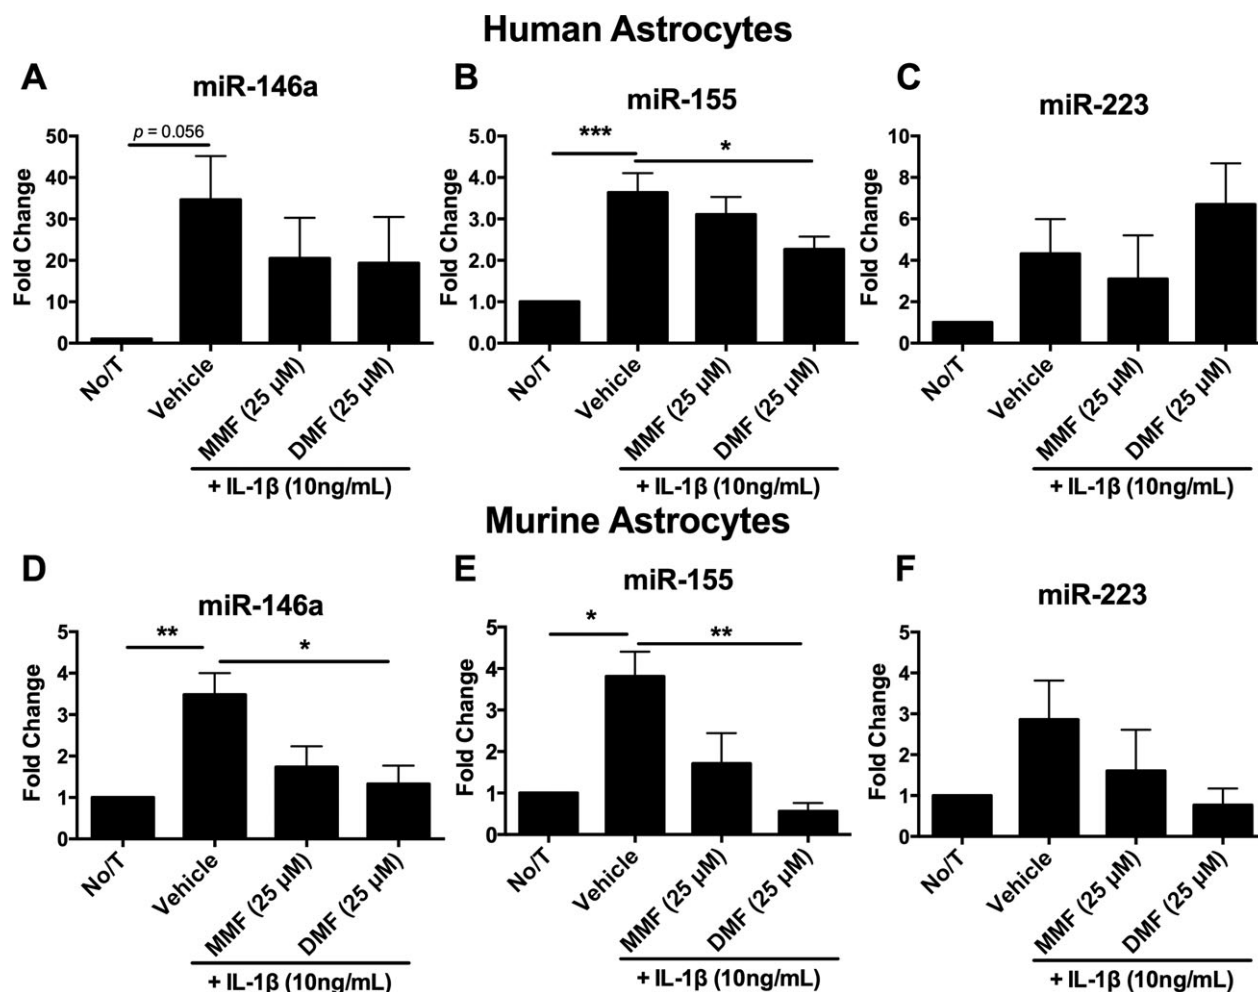 Human Astrocytes
A
miR-146a
p = 0.056
Fold Change
50
40
30
20
10
0
No/T
Vehicle
MMF (25 µM)
DMF (25 µM)
+ IL-1β (10ng/mL)
B
miR-155
***
*
Fold Change
5.0
4.0
3.0
2.0
1.0
0.0
No/T
Vehicle
MMF (25 µM)
DMF (25 µM)
+ IL-1β (10ng/mL)
C
miR-223
Fold Change
10
8
6
4
2
0
No/T
Vehicle
MMF (25 µM)
DMF (25 µM)
+ IL-1β (10ng/mL)
Murine Astrocytes
D
miR-146a
**
*
Fold Change
5
4
3
2
1
0
No/T
Vehicle
MMF (25 µM)
DMF (25 µM)
+ IL-1β (10ng/mL)
E
miR-155
*
**
Fold Change
5
4
3
2
1
0
No/T
Vehicle
MMF (25 µM)
DMF (25 µM)
+ IL-1β (10ng/mL)
F
miR-223
Fold Change
5
4
3
2
1
0
No/T
Vehicle
MMF (25 µM)
DMF (25 µM)
+ IL-1β (10ng/mL)